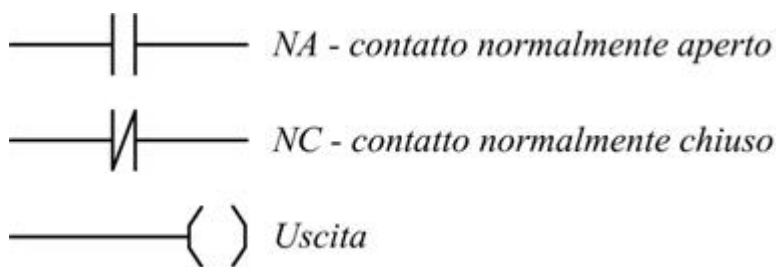 NA - contatto normalmente aperto
NC - contatto normalmente chiuso
Uscita